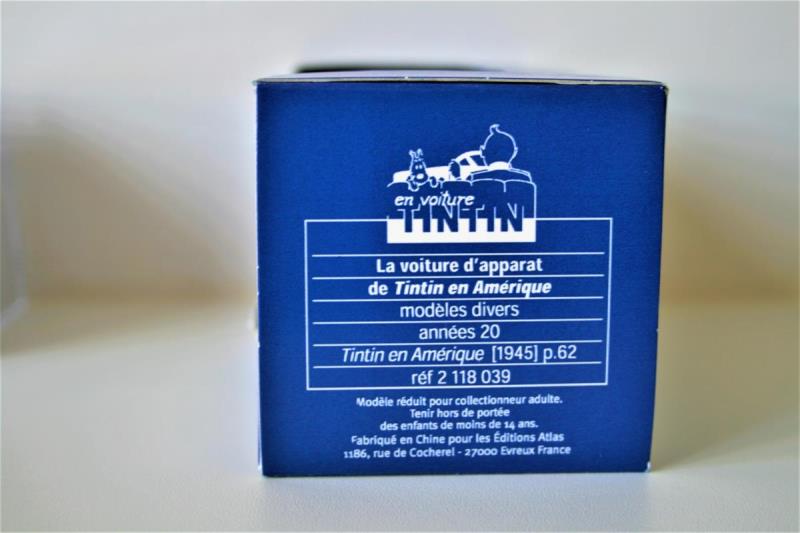 en voiture
TINTIN
La voiture d'apparat
de Tintin en Amérique
modèles divers
années 20
Tintin en Amérique [1945] p.62
réf 2 118 039
Modèle réduit pour collectionneur adulte.
Tenir hors de portée
des enfants de moins de 14 ans.
Fabriqué en Chine pour les Éditions Atlas
1186, rue de Cocherel - 27000 Evreux France